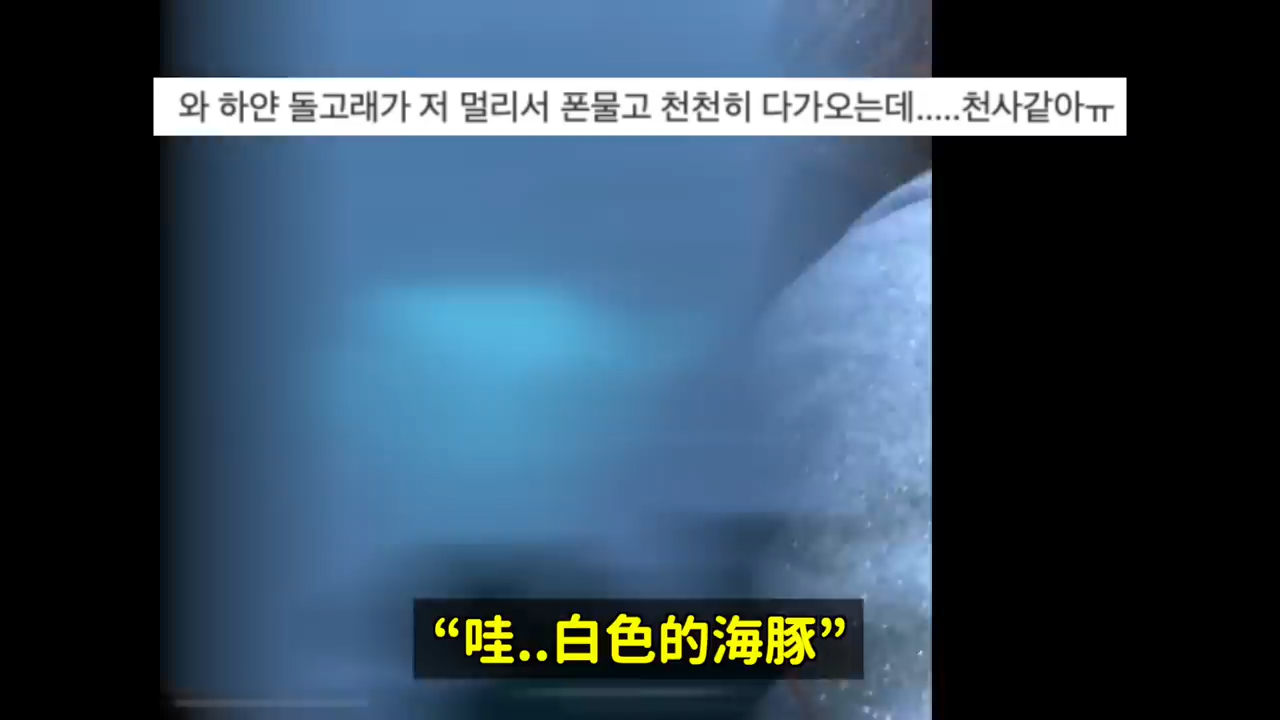 와 하얀 돌고래가 저 멀리서 폰물고 천천히 다가오는데.....천사같아ㅠ
“哇..白色的海豚”